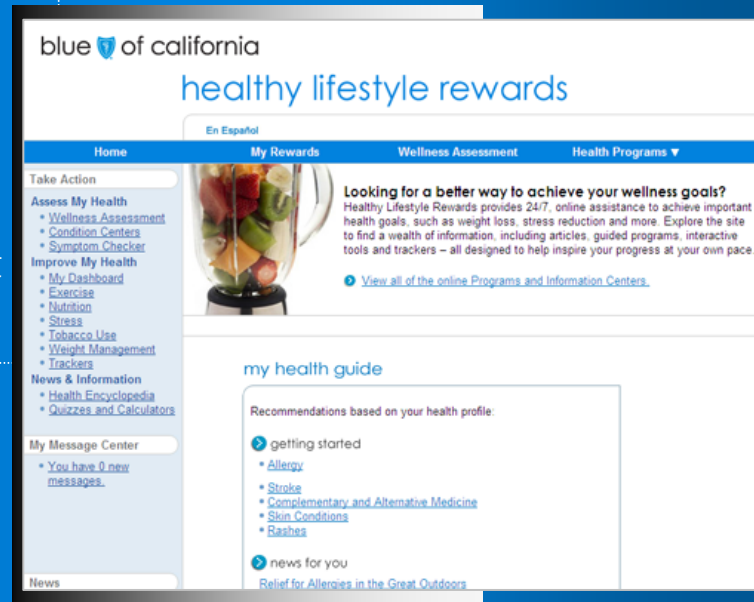 blue of california
healthy lifestyle rewards
En Español
Home
My Rewards
Wellness Assessment
Health Programs ▼
Take Action
Assess My Health
• Wellness Assessment
• Condition Centers
• Symptom Checker
Improve My Health
• My Dashboard
• Exercise
• Nutrition
• Stress
• Tobacco Use
• Weight Management
• Trackers
News & Information
• Health Encyclopedia
• Quizzes and Calculators
My Message Center
• You have 0 new
messages.
News
Looking for a better way to achieve your wellness goals?
Healthy Lifestyle Rewards provides 24/7, online assistance to achieve important
health goals, such as weight loss, stress reduction and more. Explore the site
to find a wealth of information, including articles, guided programs, interactive
tools and trackers – all designed to help inspire your progress at your own pace.
View all of the online Programs and Information Centers.
my health guide
Recommendations based on your health profile:
getting started
• Allergy
• Stroke
• Complementary and Alternative Medicine
• Skin Conditions
• Rashes
news for you
Relief for Allergies in the Great Outdoors